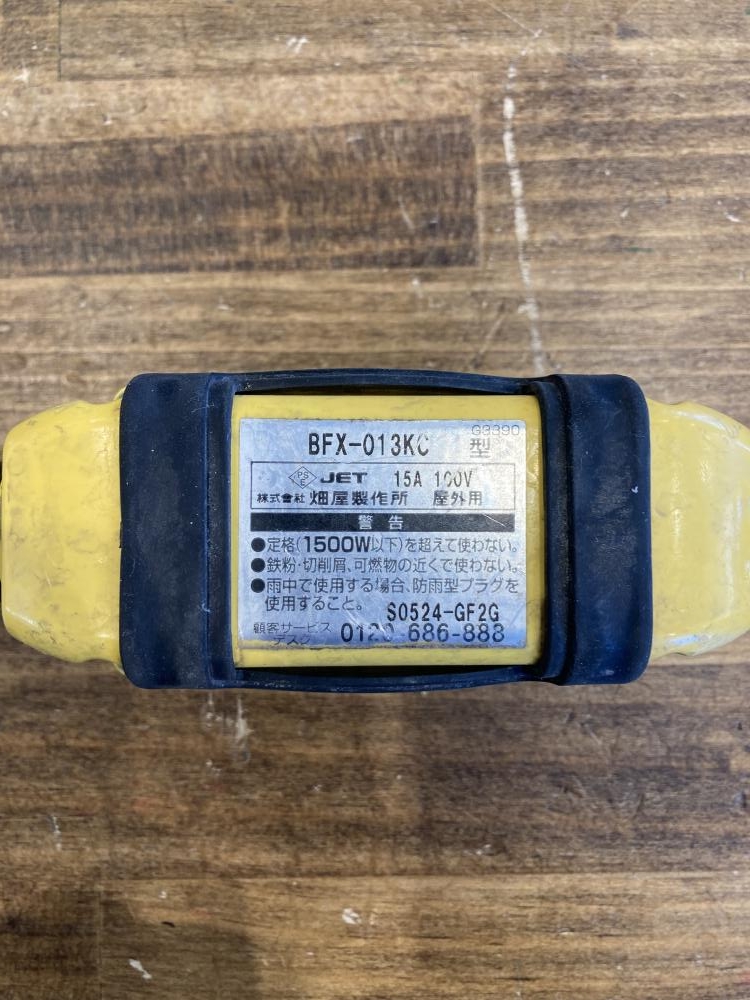 G3390
BFX-013KC 型
PS E JET 15A 100V
株式会社 畑屋製作所 屋外用
警告
●定格(1500W以下)を超えて使わない。
●鉄粉・切削屑、可燃物の近くで使わない。
●雨中で使用する場合、防雨型プラグを
使用すること。 S0524-GF2G
顧客サービス
デスク 0120-686-888